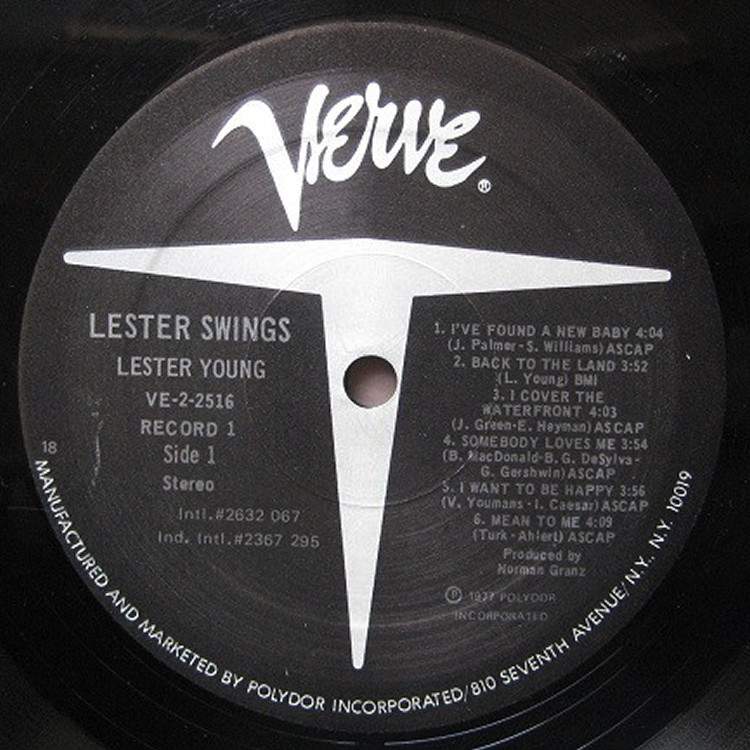 Verve®
LESTER SWINGS
LESTER YOUNG
VE-2-2516
RECORD 1
Side 1
Stereo
Intl.#2632 067
Ind. Intl.#2367 295
1. I'VE FOUND A NEW BABY 4:04
(J. Palmer-S. Williams) ASCAP
2. BACK TO THE LAND 3:52
(L. Young) BMI
3. I COVER THE
WATERFRONT 4:03
(J. Green-E. Heyman) ASCAP
4. SOMEBODY LOVES ME 3:54
(B. MacDonald-B. G. DeSylva-
G. Gershwin) ASCAP
5. I WANT TO BE HAPPY 3:56
(V. Youmans-I. Caesar) ASCAP
6. MEAN TO ME 4:09
(Turk-Ahlert) ASCAP
Produced by
Norman Granz
℗ 1977 POLYDOR
INCORPORATED
18
MANUFACTURED AND MARKETED BY POLYDOR INCORPORATED/810 SEVENTH AVENUE/N.Y., N.Y. 10019